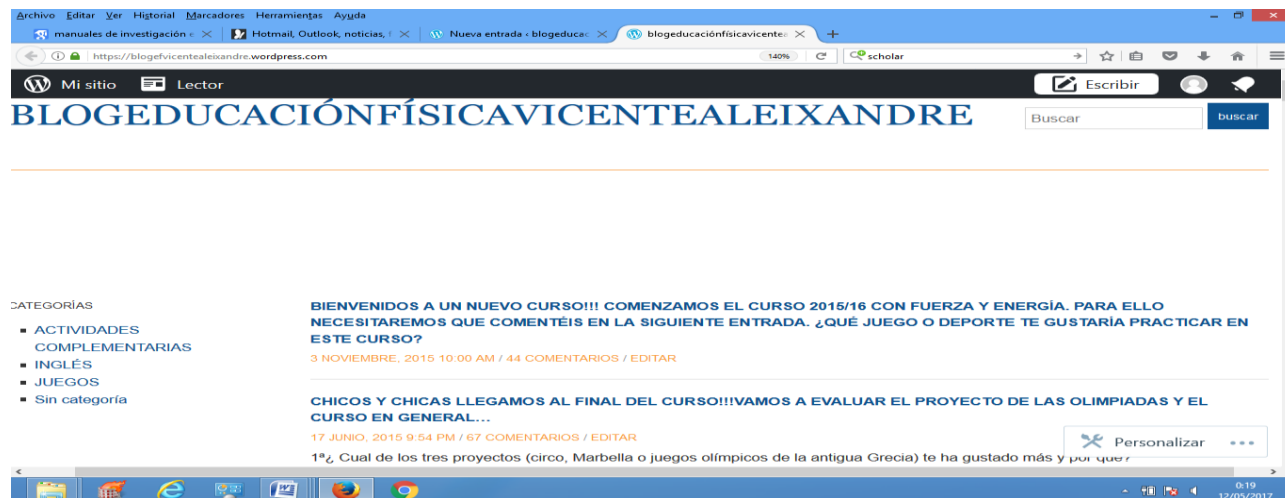 Archivo Editar Ver Historial Marcadores Herramientas Ayuda
manuales de investigación e
Hotmail, Outlook, noticias, f
Nueva entrada ‹ blogeducac
blogeducaciónfísicavicentea
https://blogefvicentealeixandre.wordpress.com
140%
scholar
Mi sitio
Lector
Escribir
BLOGEDUCACIÓNFÍSICAVICENTEALEIXANDRE
Buscar
buscar
CATEGORÍAS
ACTIVIDADES
COMPLEMENTARIAS
INGLÉS
JUEGOS
Sin categoría
BIENVENIDOS A UN NUEVO CURSO!!! COMENZAMOS EL CURSO 2015/16 CON FUERZA Y ENERGÍA. PARA ELLO
NECESITAREMOS QUE COMENTÉIS EN LA SIGUIENTE ENTRADA. ¿QUÉ JUEGO O DEPORTE TE GUSTARÍA PRACTICAR EN
ESTE CURSO?
3 NOVIEMBRE, 2015 10:00 AM / 44 COMENTARIOS / EDITAR
CHICOS Y CHICAS LLEGAMOS AL FINAL DEL CURSO!!!VAMOS A EVALUAR EL PROYECTO DE LAS OLIMPIADAS Y EL
CURSO EN GENERAL...
17 JUNIO, 2015 9:54 PM / 67 COMENTARIOS / EDITAR
1ª¿ Cual de los tres proyectos (circo, Marbella o juegos olímpicos de la antigua Grecia) te ha gustado más y por qué?
Personalizar
0:19
12/05/2017